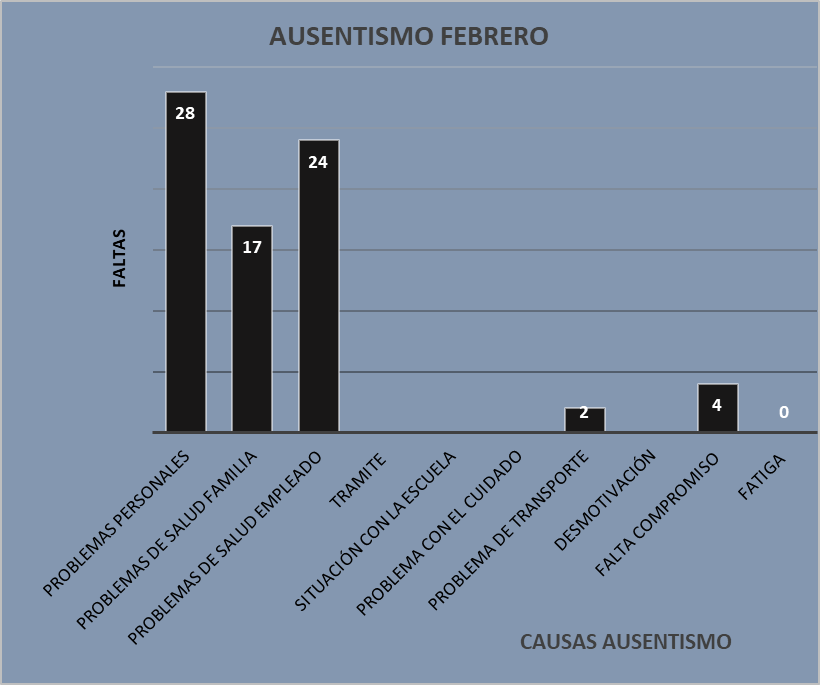 AUSENTISMO FEBRERO
FALTAS
28
17
24
2
4
0
PROBLEMAS PERSONALES
PROBLEMAS DE SALUD FAMILIA
PROBLEMAS DE SALUD EMPLEADO
TRAMITE
SITUACIÓN CON LA ESCUELA
PROBLEMA CON EL CUIDADO
PROBLEMA DE TRANSPORTE
DESMOTIVACIÓN
FALTA COMPROMISO
FATIGA
CAUSAS AUSENTISMO